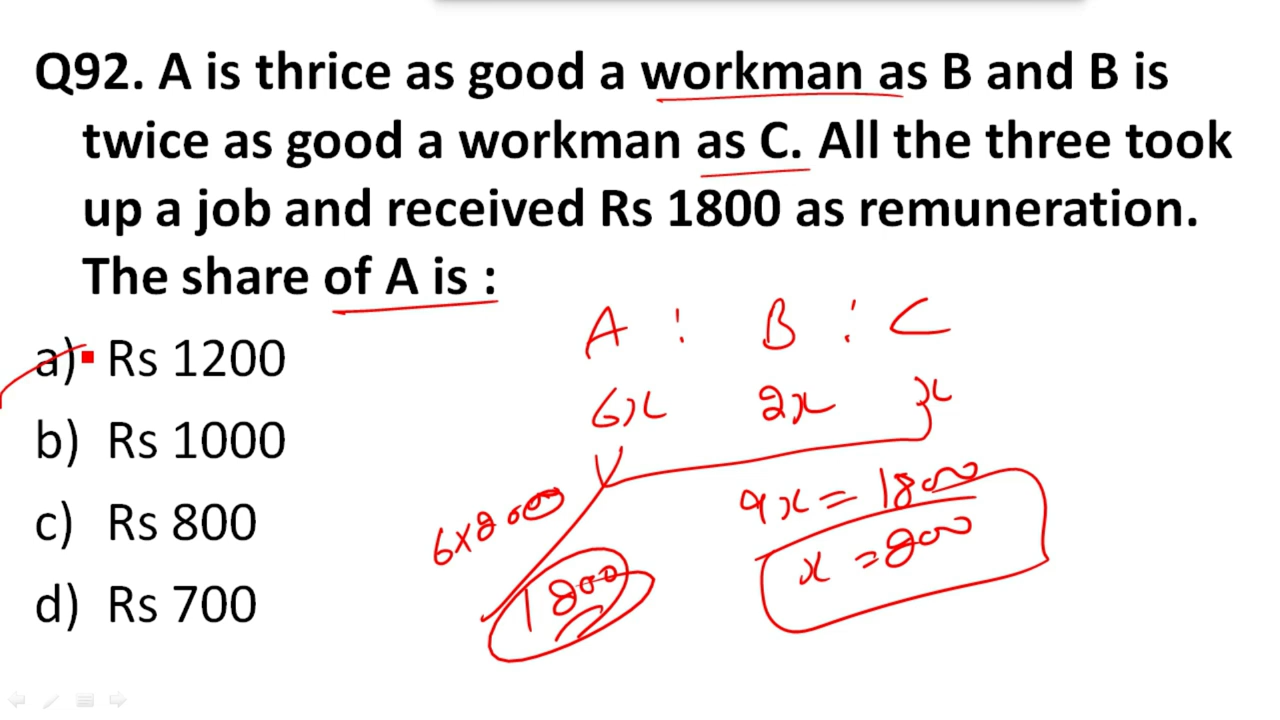 Q92. A is thrice as good a workman as B and B is
twice as good a workman as C. All the three took
up a job and received Rs 1800 as remuneration.
The share of A is :
a) Rs 1200
b) Rs 1000
c) Rs 800
d) Rs 700
A : B : C
6x 2x x
9x = 1800
x = 200
6x200
1200